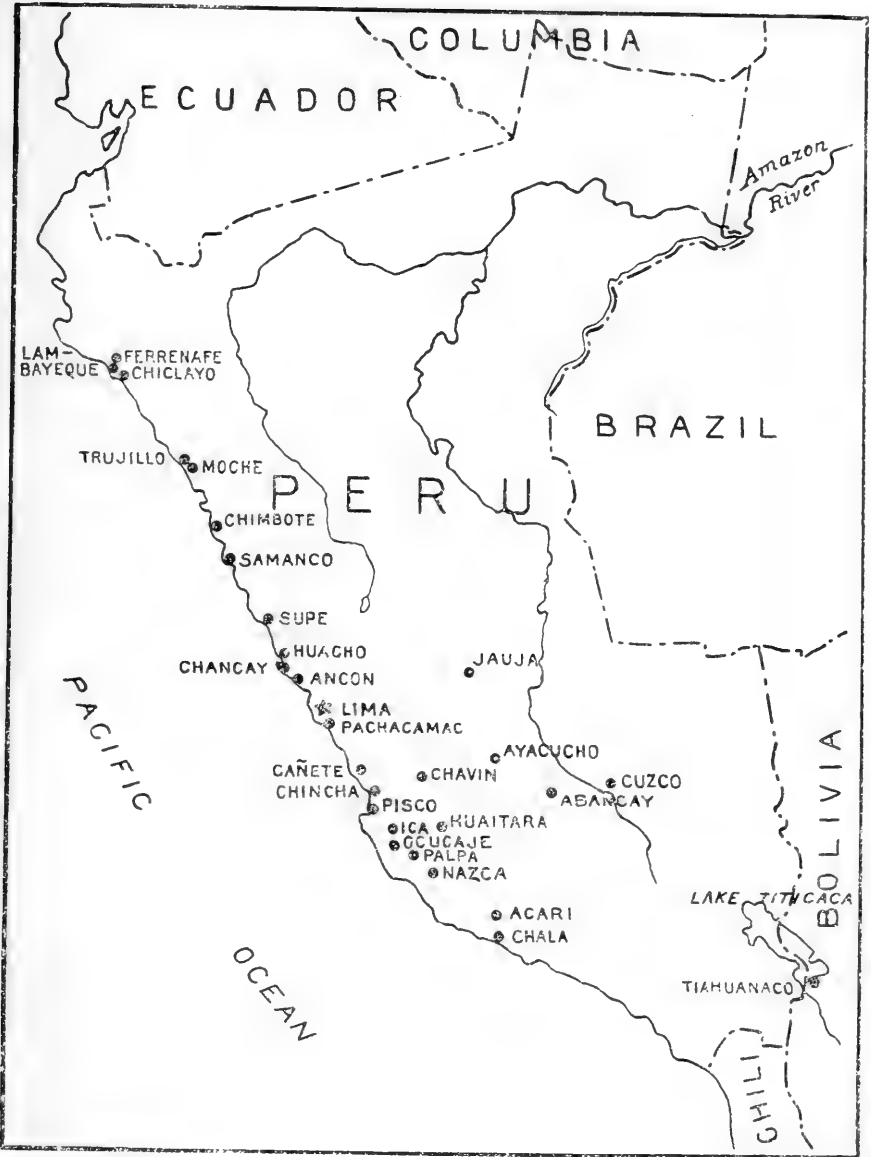 COLUMBIA
ECUADOR
Amazon
River
LAM-
BAYEQUE
FERRENAFE
CHICLAYO
BRAZIL
TRUJILLO
MOCHE
PERU
CHIMBOTE
SAMANCO
SUPE
HUACHO
CHANCAY
ANCON
JAUJA
LIMA
PACHACAMAC
PACIFIC
AYACUCHO
CAÑETE
CHAVIN
CUZCO
CHINCHA
ABANCAY
PISCO
BOLIVIA
ICA
HUAITARA
OCUCAJE
PALPA
NAZCA
LAKE TITICACA
ACARI
CHALA
OCEAN
TIAHUANACO
CHILI